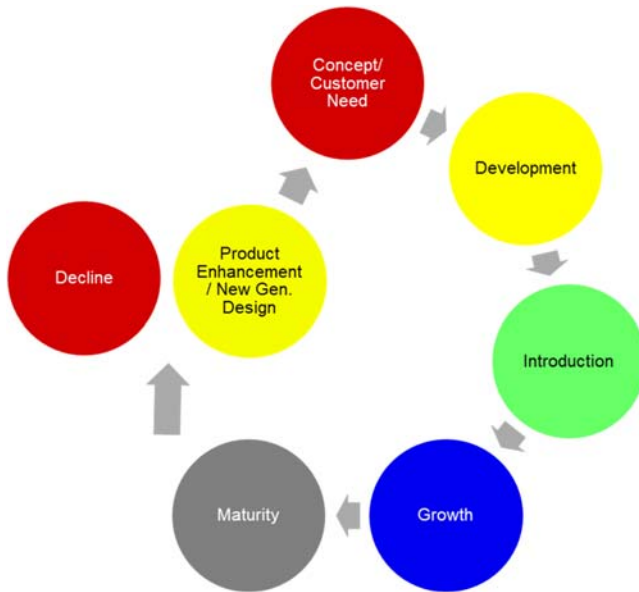 Concept/
Customer
Need
Development
Introduction
Growth
Maturity
Decline
Product
Enhancement
/ New Gen.
Design